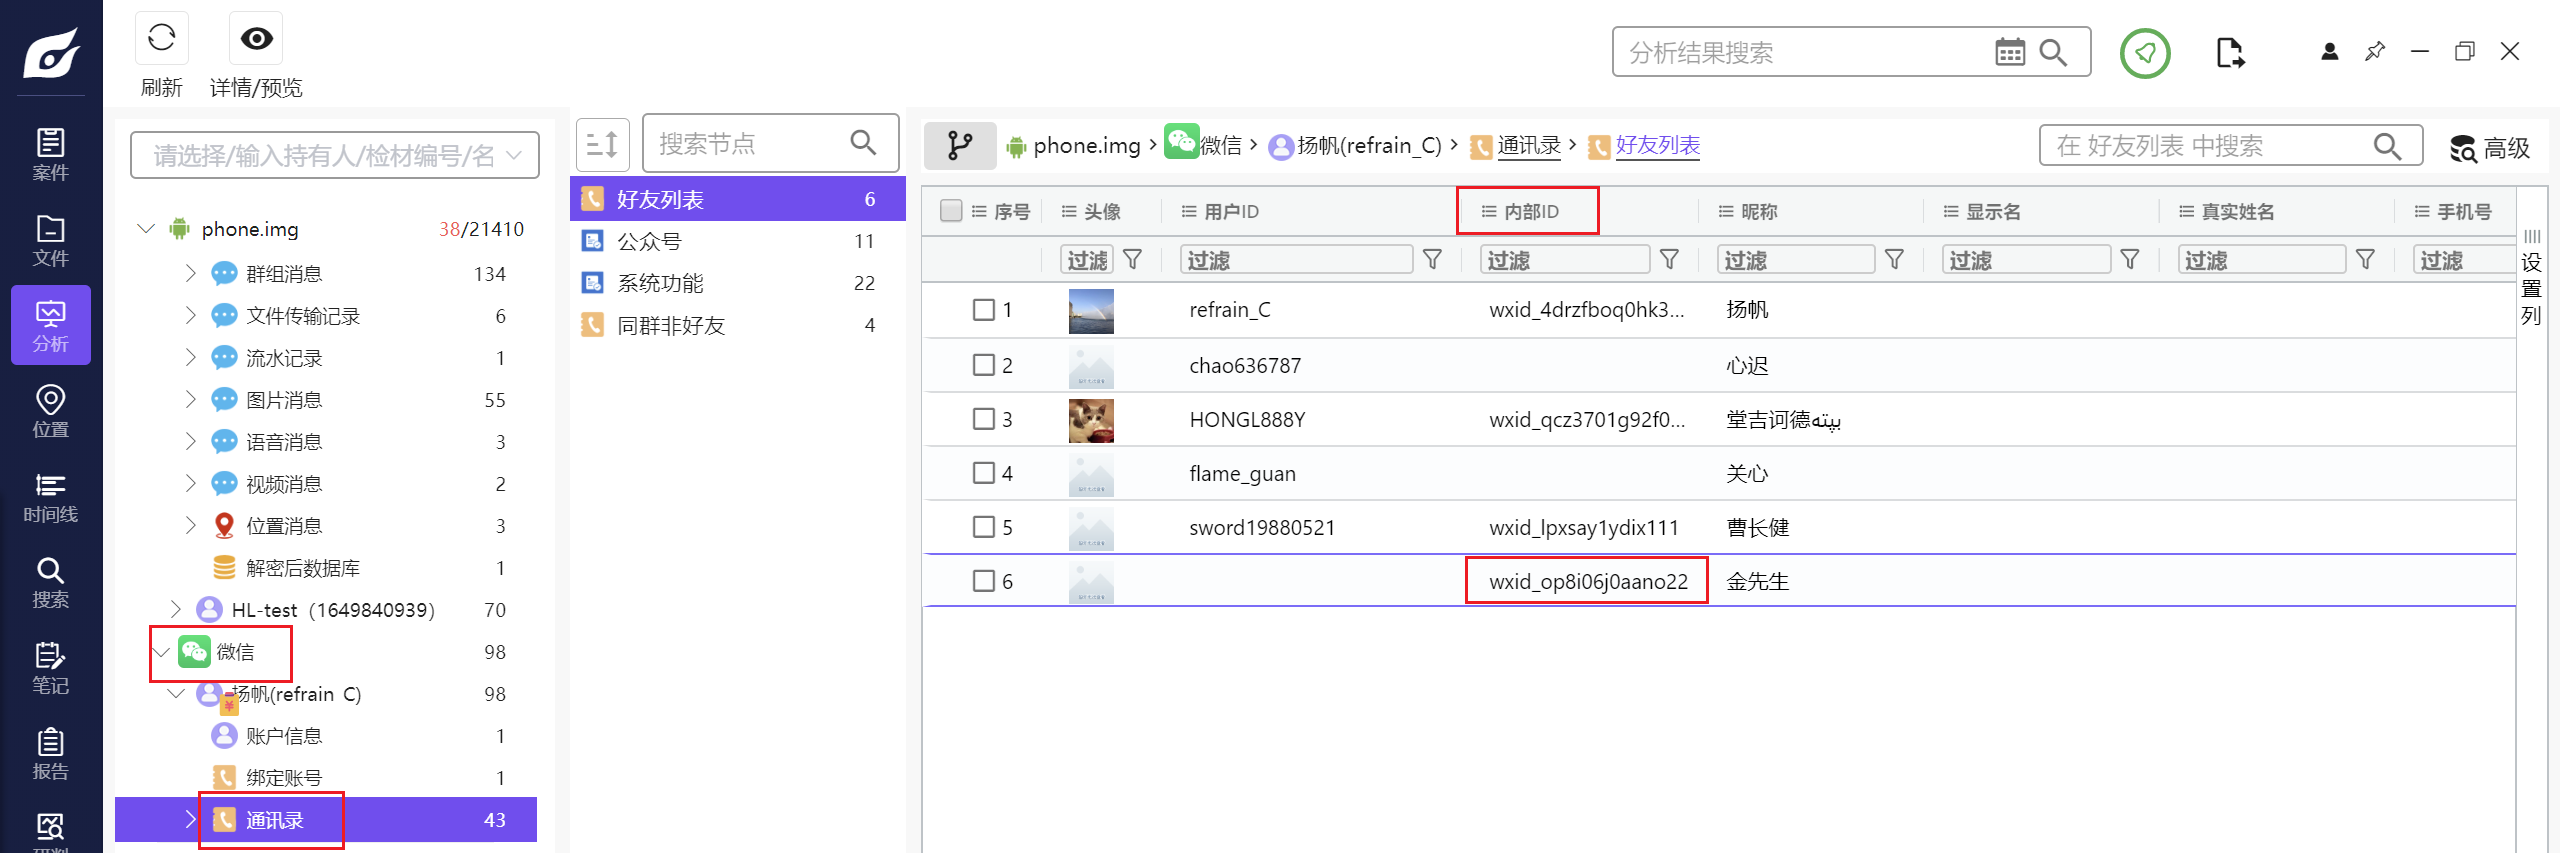 刷新
详情/预览
分析结果搜索
案件
文件
分析
位置
时间线
搜索
笔记
报告
请选择/输入持有人/检材编号/名
phone.img 38/21410
群组消息 134
文件传输记录 6
流水记录 1
图片消息 55
语音消息 3
视频消息 2
位置消息 3
解密后数据库 1
HL-test（1649840939） 70
微信 98
扬帆(refrain_C) 98
账户信息 1
绑定账号 1
通讯录 43
搜索节点
好友列表 6
公众号 11
系统功能 22
同群非好友 4
phone.img > 微信 > 扬帆(refrain_C) > 通讯录 > 好友列表
在 好友列表 中搜索
高级
序号 头像 用户ID 内部ID 昵称 显示名 真实姓名 手机号
过滤 过滤 过滤 过滤 过滤 过滤 过滤
1 refrain_C wxid_4drzfboq0hk3... 扬帆
2 chao636787 心迟
3 HONGL888Y wxid_qcz3701g92f0... 堂吉诃德بپته
4 flame_guan 关心
5 sword19880521 wxid_lpxsay1ydix111 曹长健
6 wxid_op8i06j0aano22 金先生
设置列